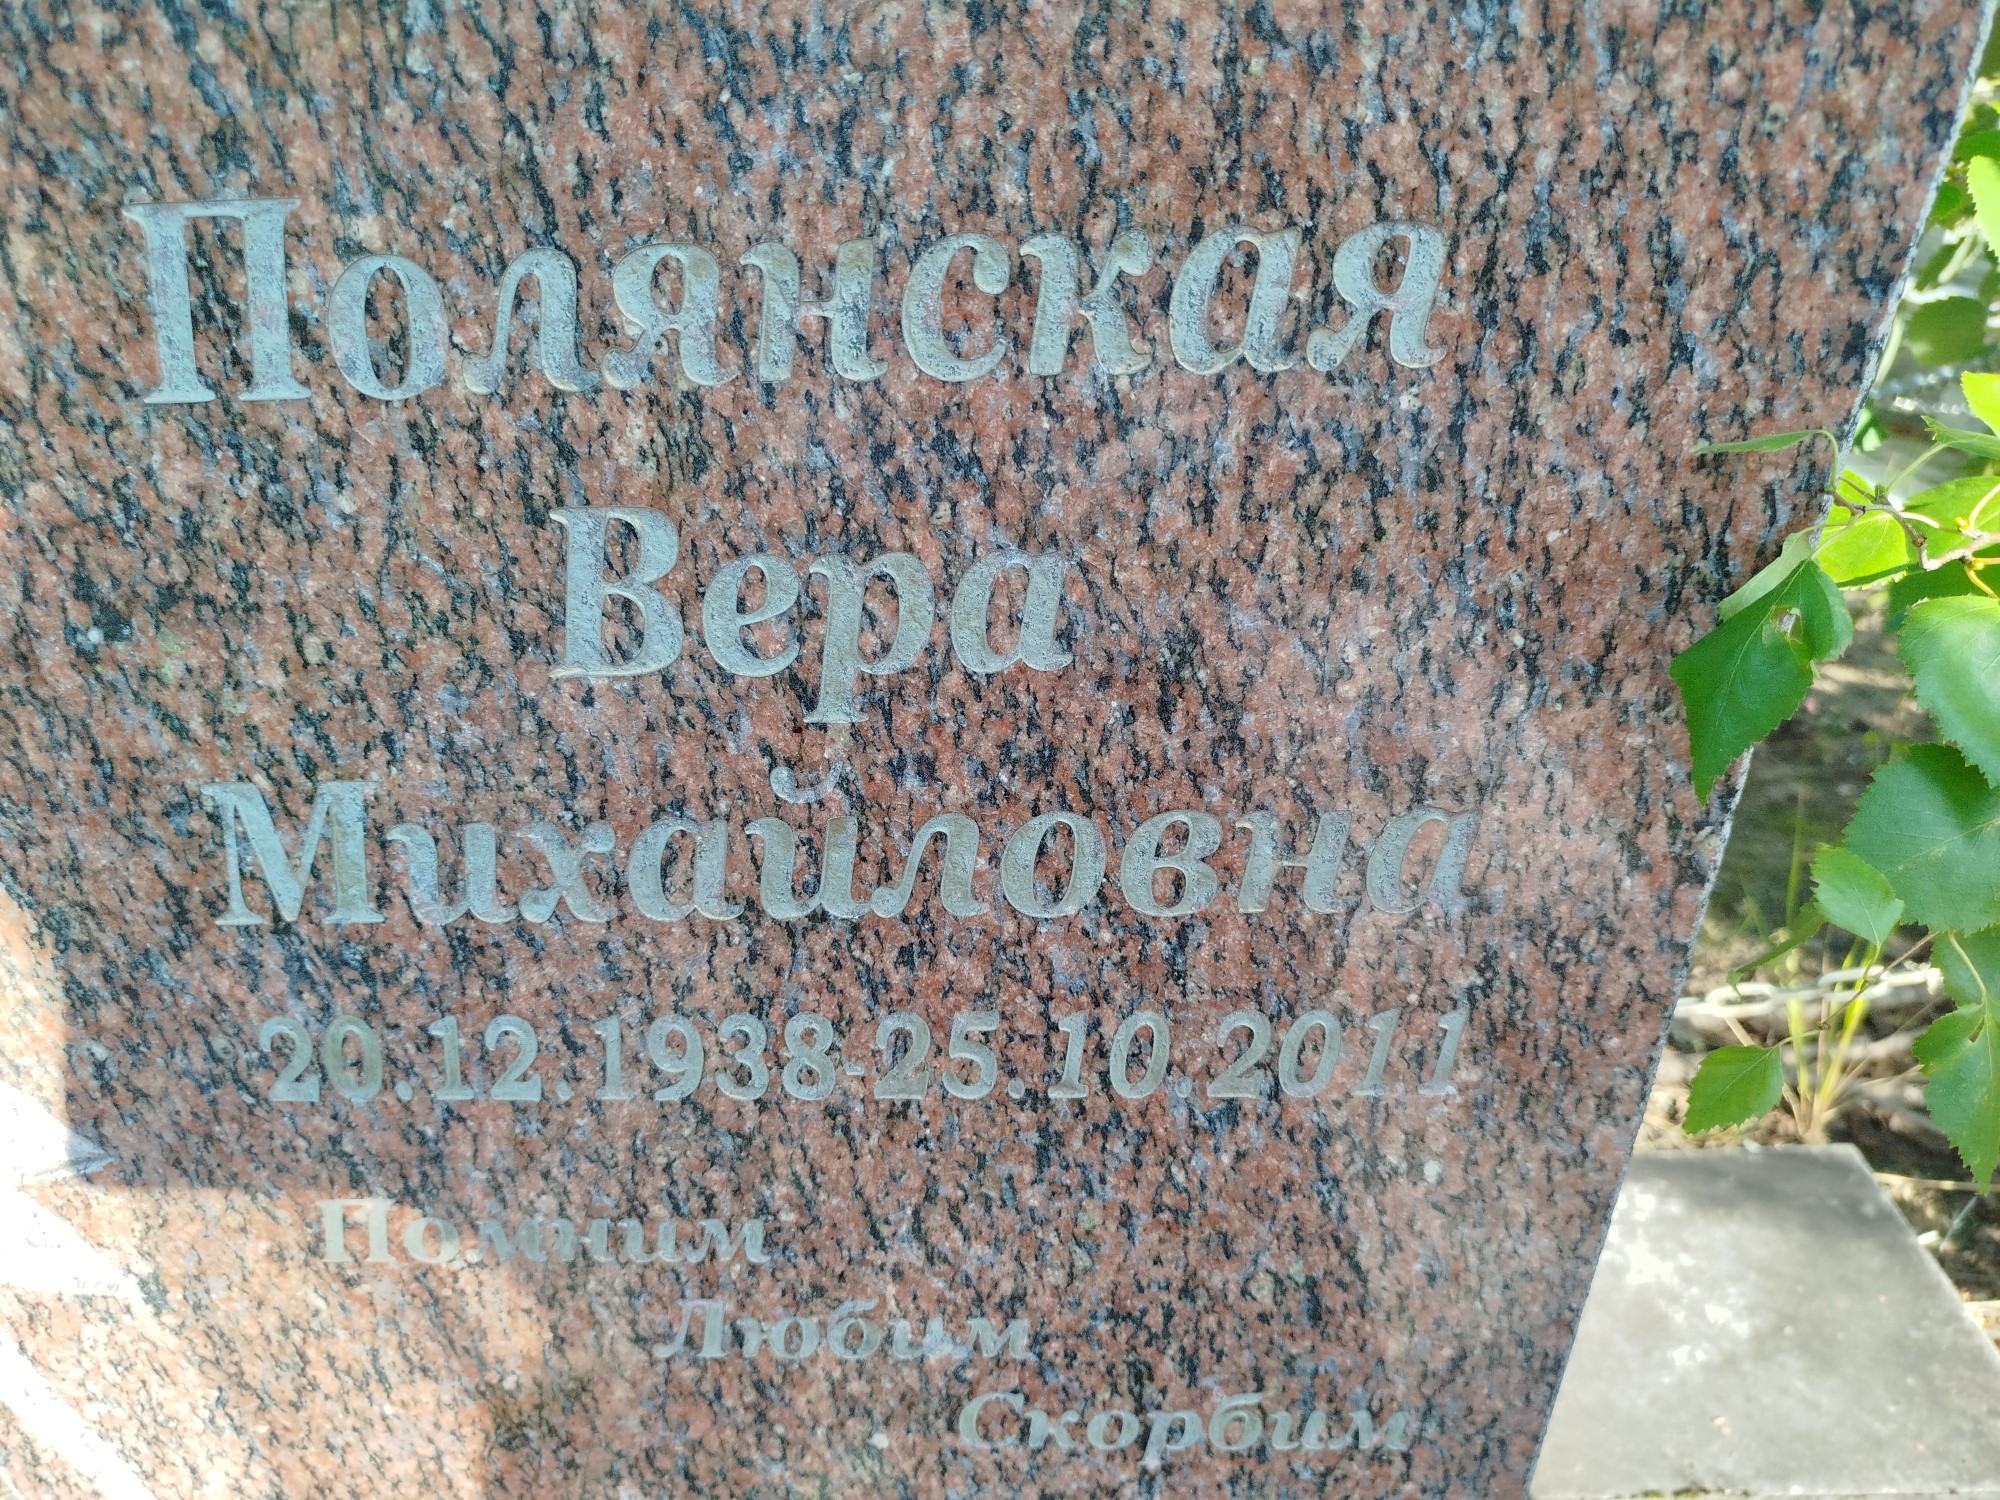 Полянская
Вера
Михайловна
20.12.1938-25.10.2011
Помним
Любим
Скорбим